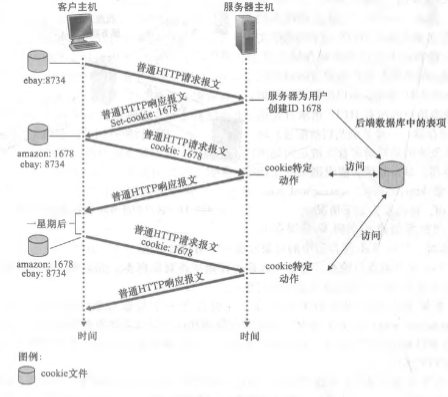 客户主机
服务器主机
ebay:8734
普通HTTP请求报文
服务器为用户
创建ID 1678
后端数据库中的表项
普通HTTP响应报文
Set-cookie: 1678
amazon: 1678
ebay: 8734
普通HTTP请求报文
cookie: 1678
cookie特定
动作
访问
普通HTTP响应报文
一星期后
访问
amazon: 1678
ebay: 8734
普通HTTP请求报文
cookie: 1678
cookie特定
动作
普通HTTP响应报文
时间
时间
图例:
cookie文件